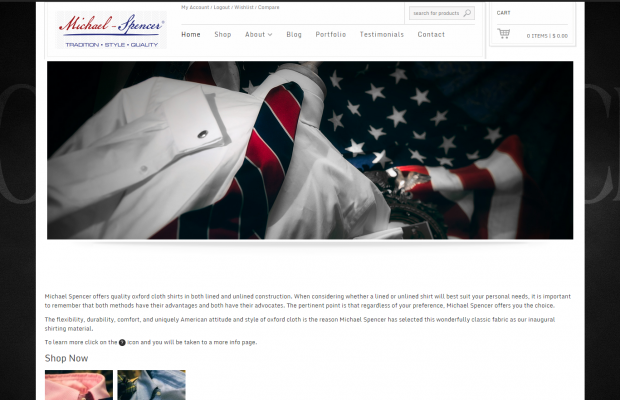 Michael-Spencer®
TRADITION • STYLE • QUALITY
My Account / Logout / Wishlist / Compare
search for products
CART
0 ITEMS | $ 0.00
Home Shop About Blog Portfolio Testimonials Contact
Michael Spencer offers quality oxford cloth shirts in both lined and unlined construction. When considering whether a lined or unlined shirt will best suit your personal needs, it is important
to remember that both methods have their advantages and both have their advocates. The pertinent point is that regardless of your preference, Michael Spencer offers you the choice.
The flexibility, durability, comfort, and uniquely American attitude and style of oxford cloth is the reason Michael Spencer has selected this wonderfully classic fabric as our inaugural
shirting material.
To learn more click on the ? icon and you will be taken to a more info page.
Shop Now